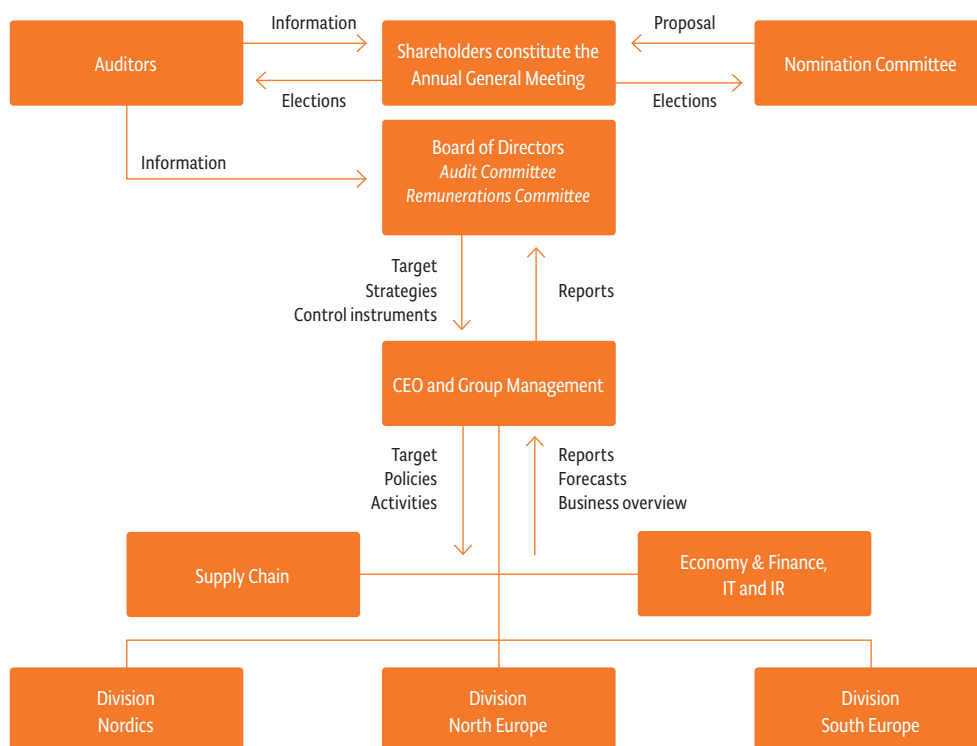 Information
Proposal
Auditors
Shareholders constitute the
Annual General Meeting
Nomination Committee
Elections
Elections
Information
Board of Directors
Audit Committee
Remunerations Committee
Target
Strategies
Control instruments
Reports
CEO and Group Management
Target
Policies
Activities
Reports
Forecasts
Business overview
Supply Chain
Economy & Finance,
IT and IR
Division
Nordics
Division
North Europe
Division
South Europe